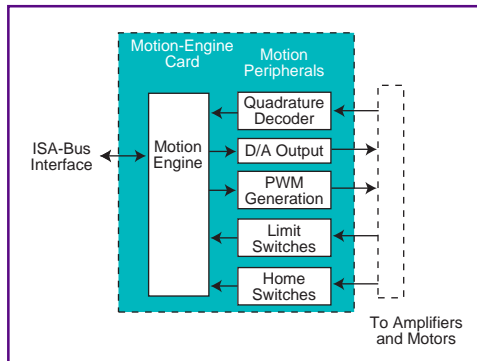 Motion-Engine
Card
Motion
Peripherals
Quadrature
Decoder
ISA-Bus
Interface
Motion
Engine
D/A Output
PWM
Generation
Limit
Switches
Home
Switches
To Amplifiers
and Motors